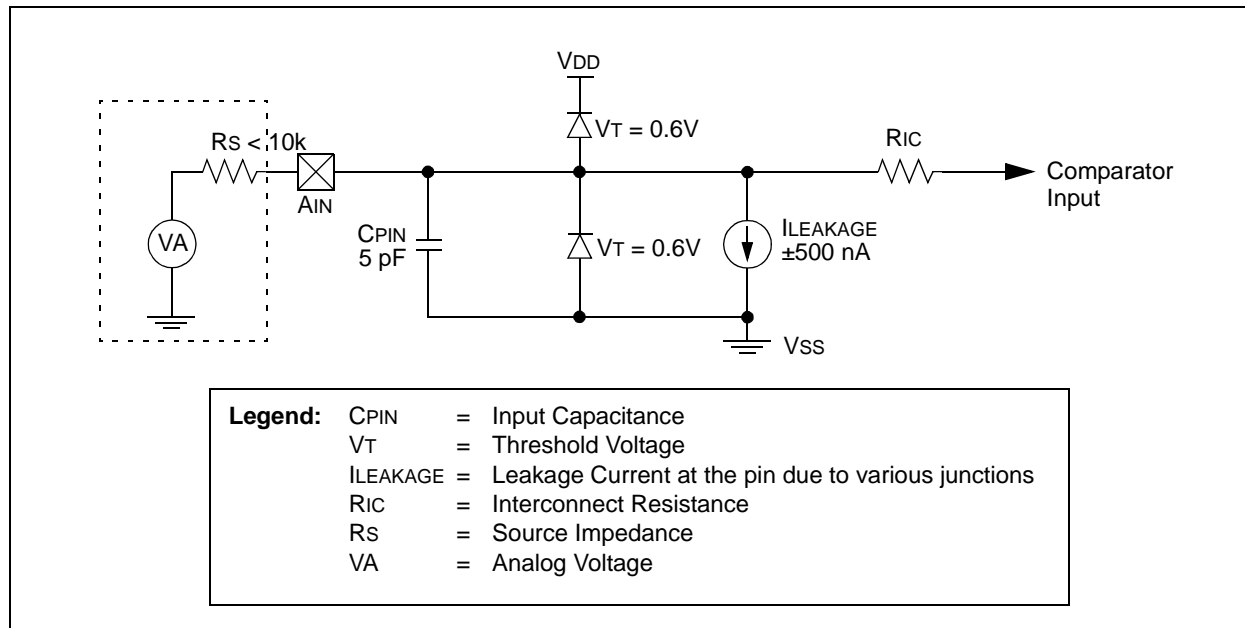 VDD
RS < 10k
VT = 0.6V
RIC
AIN
Comparator
Input
VA
CPIN
5 pF
VT = 0.6V
ILEAKAGE
±500 nA
VSS
Legend: CPIN = Input Capacitance
VT = Threshold Voltage
ILEAKAGE = Leakage Current at the pin due to various junctions
RIC = Interconnect Resistance
RS = Source Impedance
VA = Analog Voltage